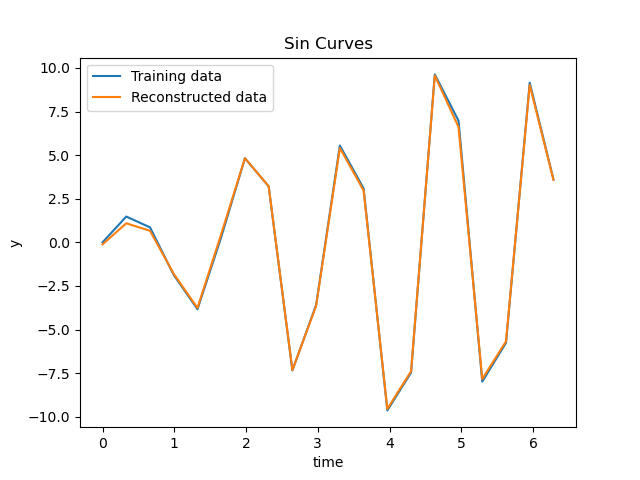 Sin Curves
Training data
Reconstructed data
10.0
7.5
5.0
2.5
0.0
−2.5
−5.0
−7.5
−10.0
y
0 1 2 3 4 5 6
time